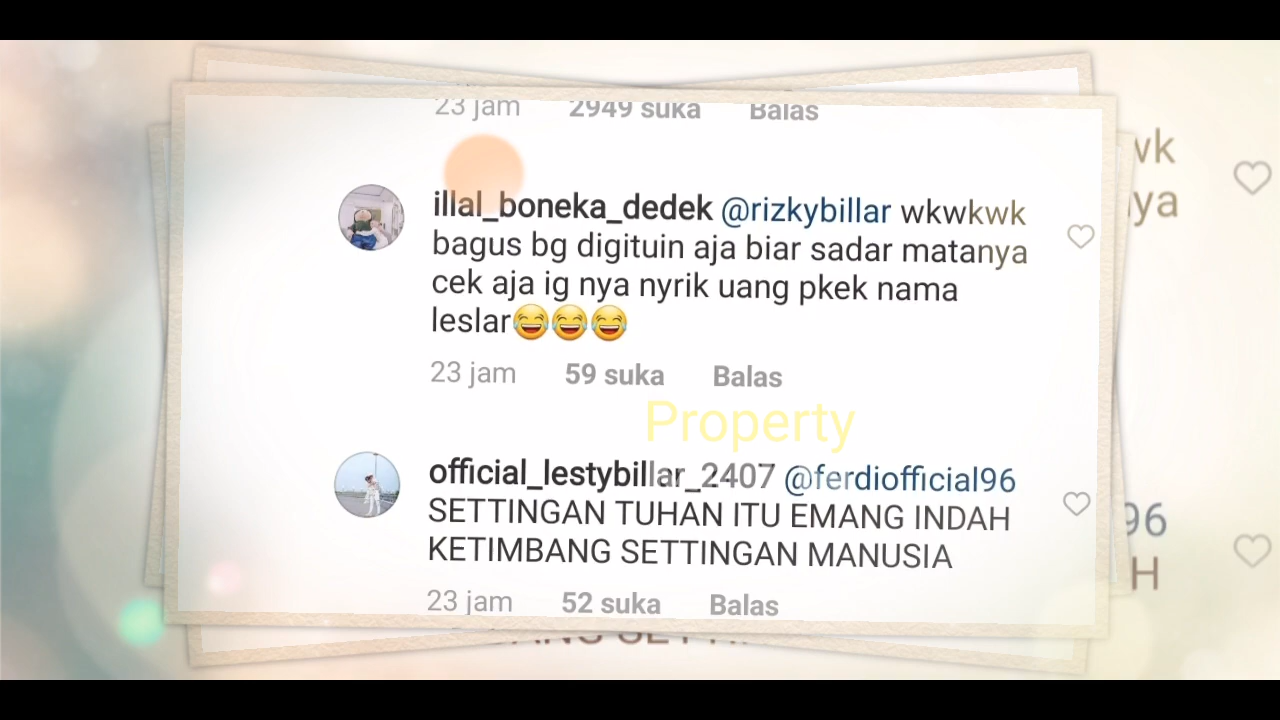 23 jam 2949 suka Balas
illal_boneka_dedek @rizkybillar wkwkwk
bagus bg digituin aja biar sadar matanya
cek aja ig nya nyrik uang pkek nama
leslar😂😂😂
23 jam 59 suka Balas
Property
official_lestybillar_2407 @ferdiofficial96
SETTINGAN TUHAN ITU EMANG INDAH
KETIMBANG SETTINGAN MANUSIA
23 jam 52 suka Balas